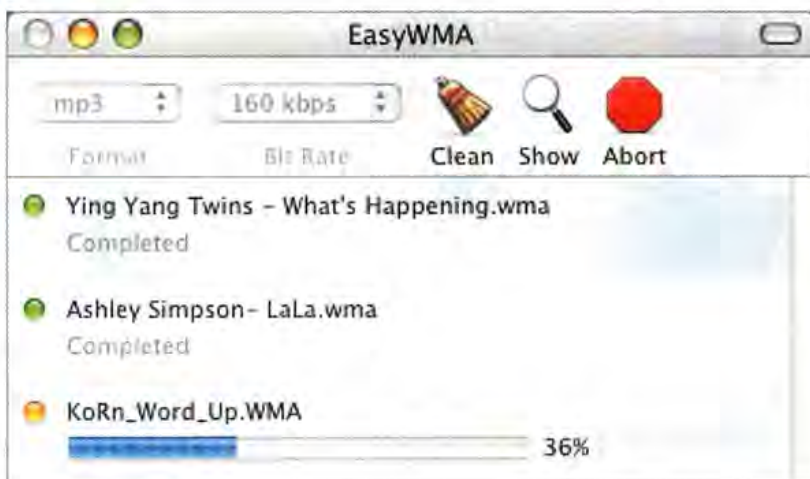 EasyWMA
mp3 160 kbps
Format Bit Rate Clean Show Abort
Ying Yang Twins - What's Happening.wma
Completed
Ashley Simpson- LaLa.wma
Completed
KoRn_Word_Up.WMA
36%